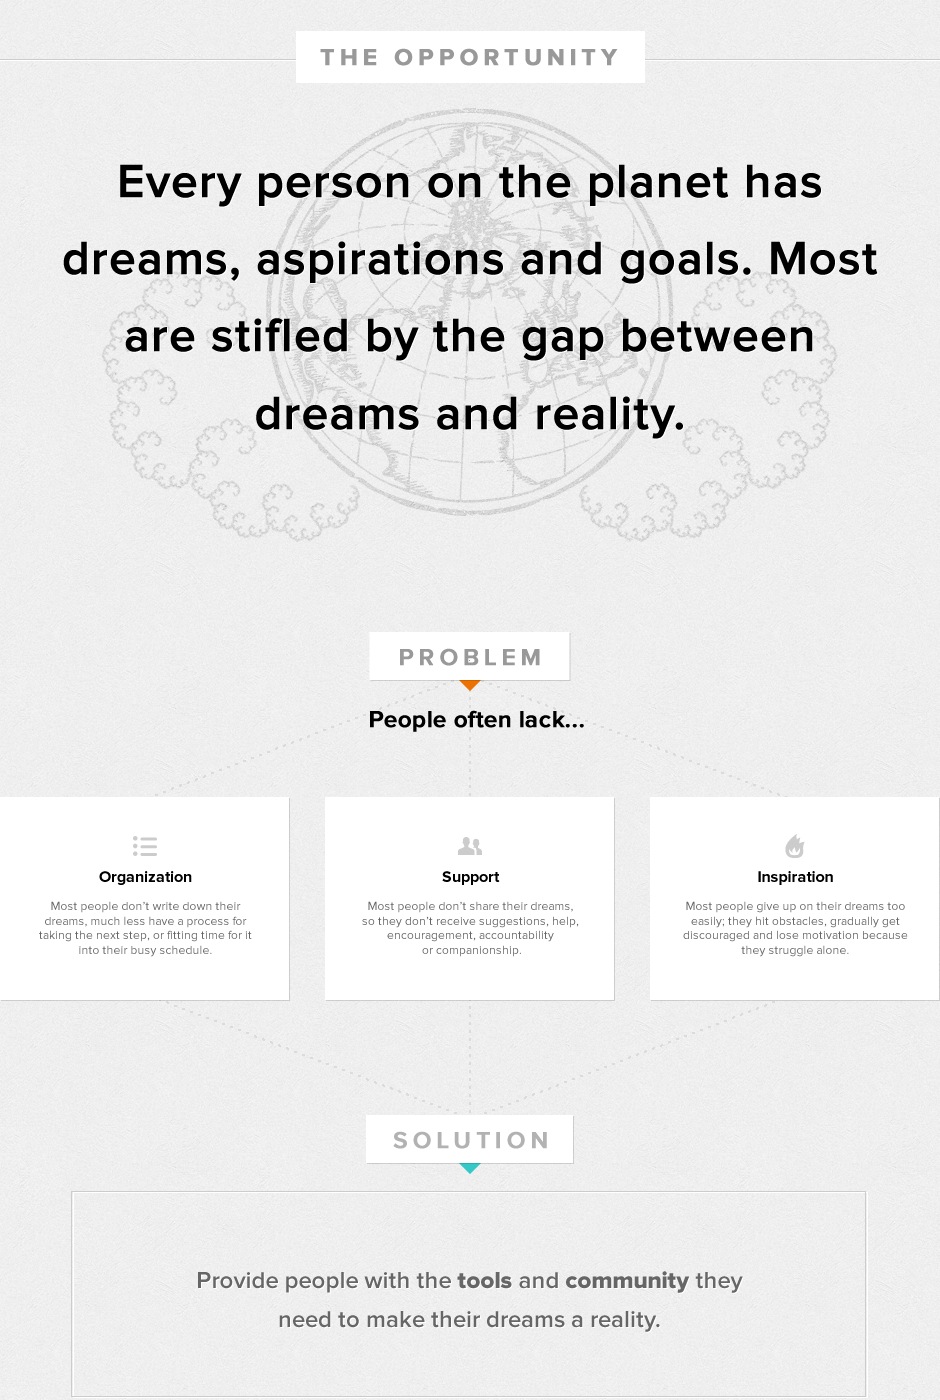 THE OPPORTUNITY
Every person on the planet has
dreams, aspirations and goals. Most
are stifled by the gap between
dreams and reality.
PROBLEM
People often lack...
Organization
Most people don’t write down their
dreams, much less have a process for
taking the next step, or fitting time for it
into their busy schedule.
Support
Most people don’t share their dreams,
so they don’t receive suggestions, help,
encouragement, accountability
or companionship.
Inspiration
Most people give up on their dreams too
easily; they hit obstacles, gradually get
discouraged and lose motivation because
they struggle alone.
SOLUTION
Provide people with the tools and community they
need to make their dreams a reality.